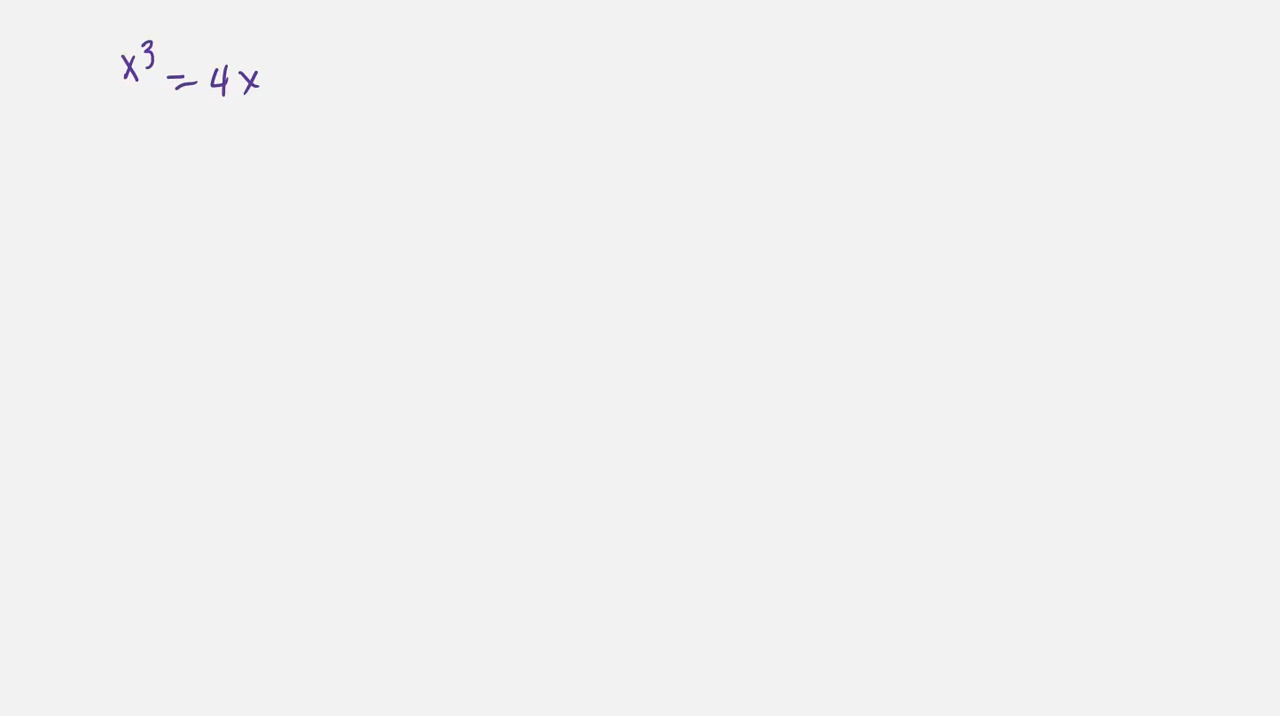 x³ = 4x